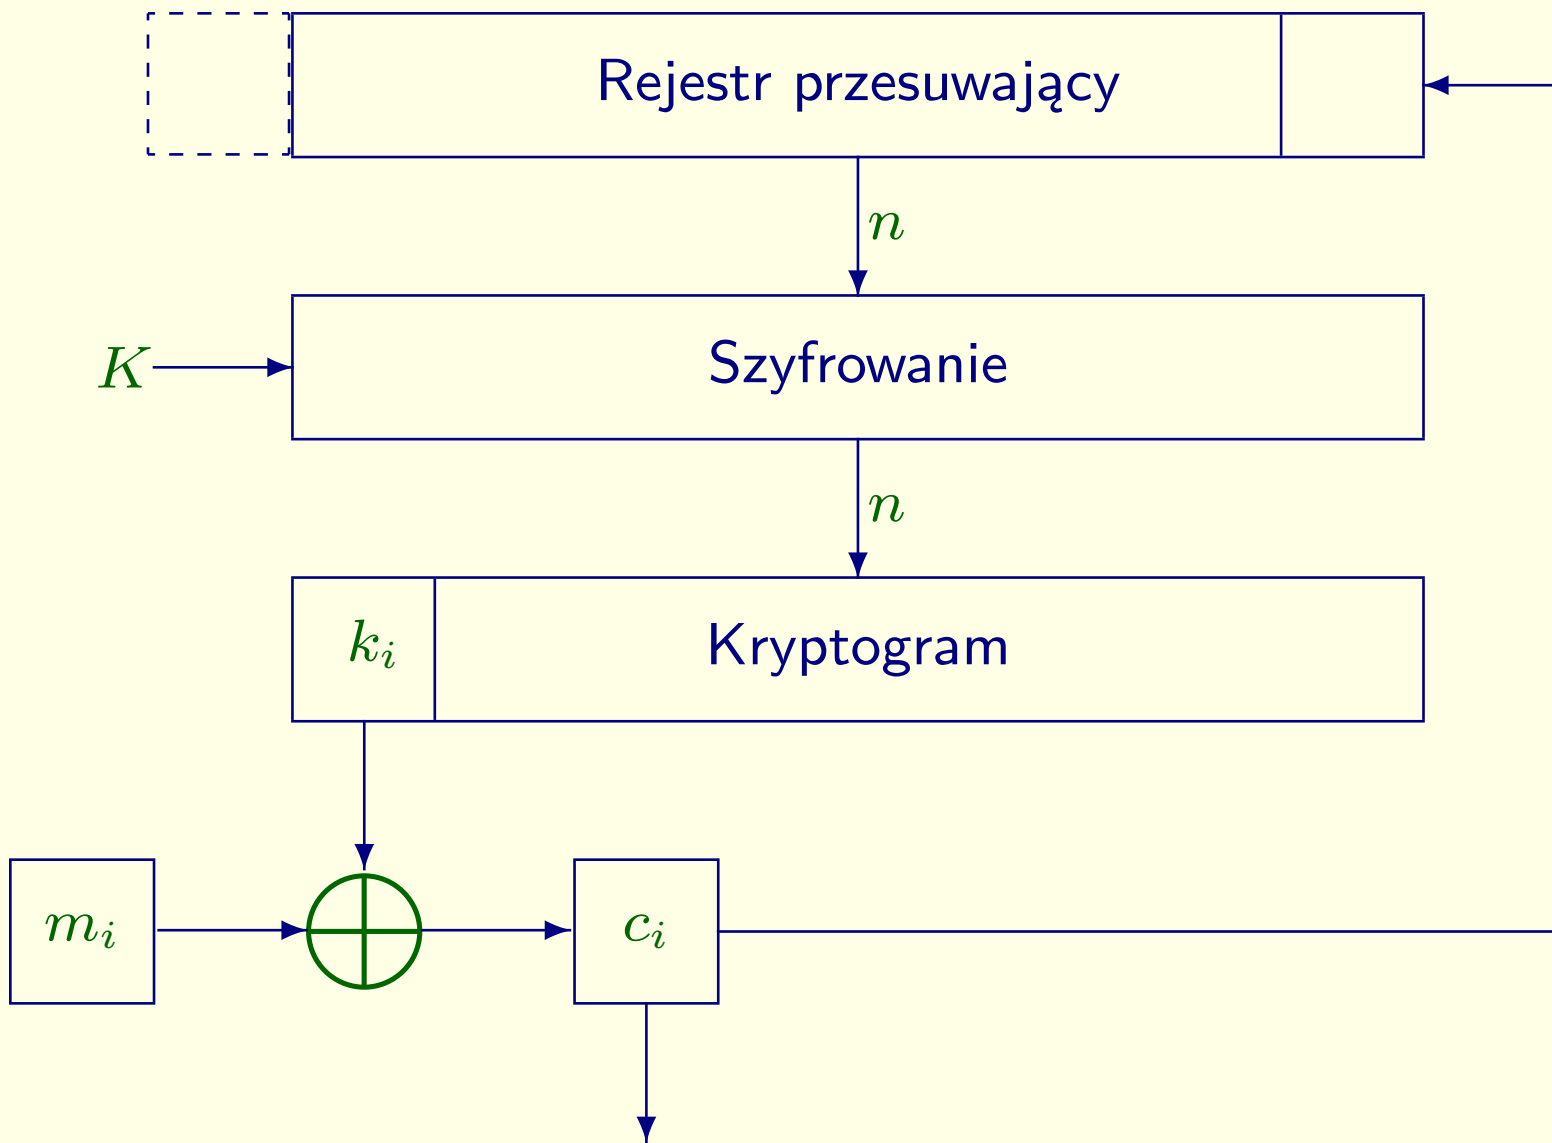 Rejestr przesuwający
n
K
Szyfrowanie
n
k_i
Kryptogram
m_i
c_i